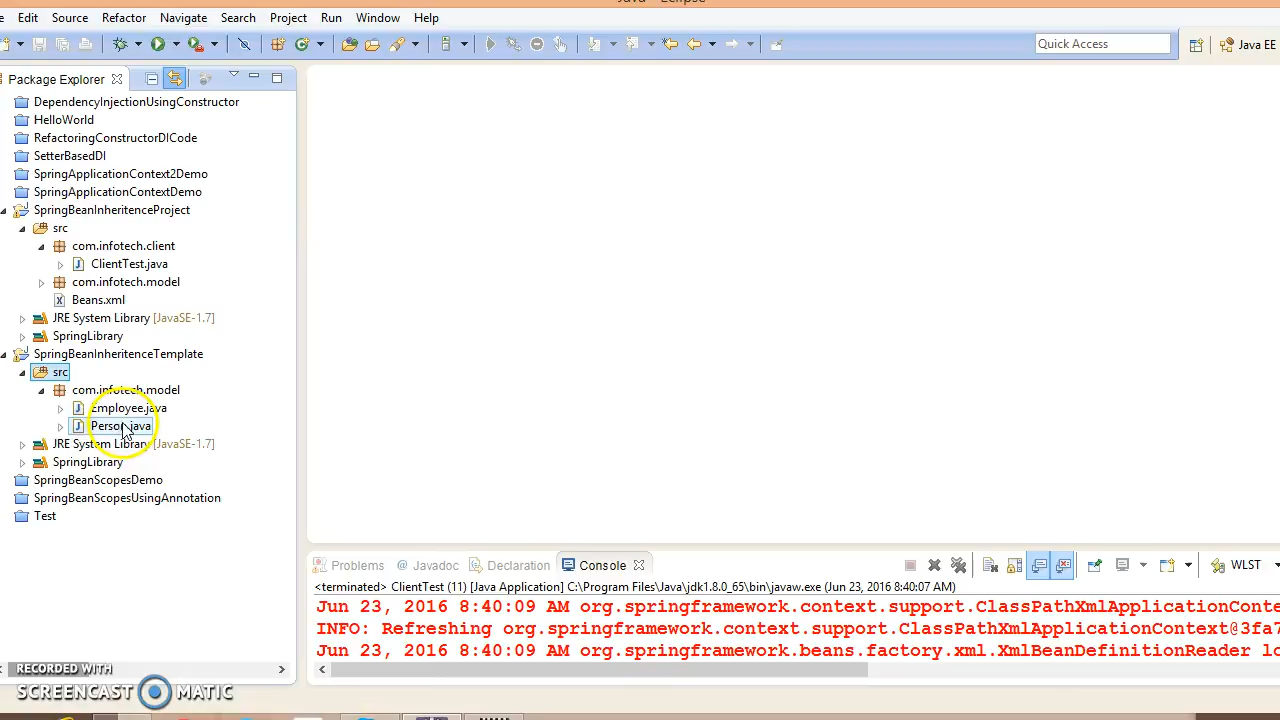 Java - Eclipse
Edit Source Refactor Navigate Search Project Run Window Help
Quick Access
Java EE
Package Explorer
DependencyInjectionUsingConstructor
HelloWorld
RefactoringConstructorDICode
SetterBasedDI
SpringApplicationContext2Demo
SpringApplicationContextDemo
SpringBeanInheritenceProject
src
com.infotech.client
ClientTest.java
com.infotech.model
Beans.xml
JRE System Library [JavaSE-1.7]
SpringLibrary
SpringBeanInheritenceTemplate
src
com.infotech.model
Employee.java
Person.java
JRE System Library [JavaSE-1.7]
SpringLibrary
SpringBeanScopesDemo
SpringBeanScopesUsingAnnotation
Test
Problems Javadoc Declaration Console
WLST
<terminated> ClientTest (11) [Java Application] C:\Program Files\Java\jdk1.8.0_65\bin\javaw.exe (Jun 23, 2016 8:40:07 AM)
Jun 23, 2016 8:40:09 AM org.springframework.context.support.ClassPathXmlApplicationConte
INFO: Refreshing org.springframework.context.support.ClassPathXmlApplicationContext@3fa7
Jun 23, 2016 8:40:09 AM org.springframework.beans.factory.xml.XmlBeanDefinitionReader lo
RECORDED WITH
SCREENCAST MATIC